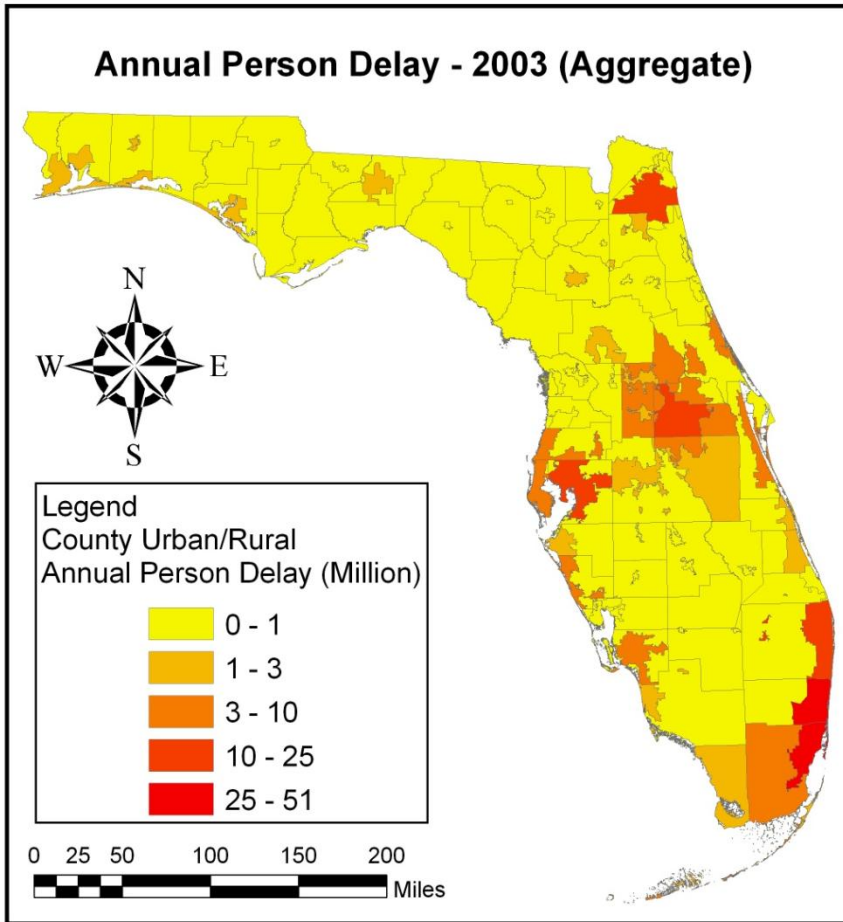 Annual Person Delay - 2003 (Aggregate)
N
W E
S
Legend
County Urban/Rural
Annual Person Delay (Million)
0 - 1
1 - 3
3 - 10
10 - 25
25 - 51
0 25 50 100 150 200
Miles